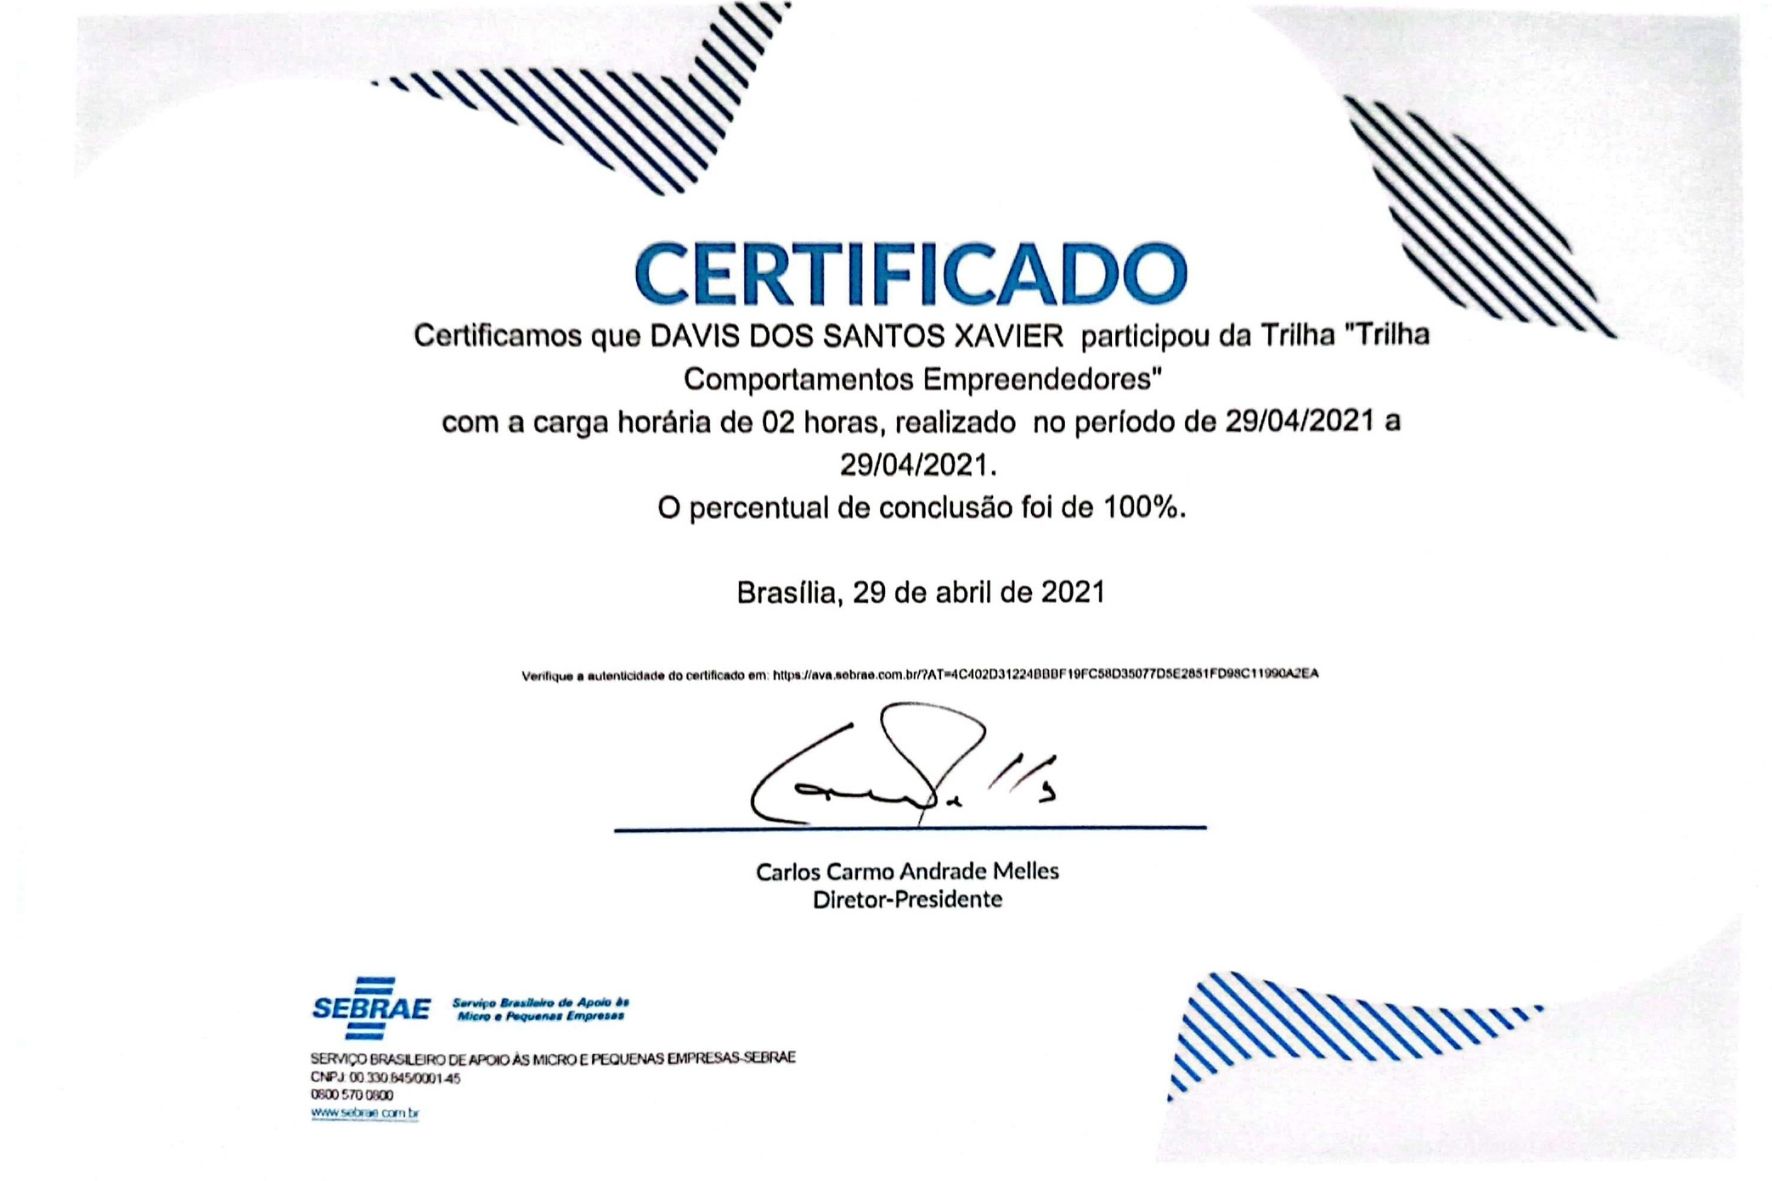 CERTIFICADO
Certificamos que DAVIS DOS SANTOS XAVIER participou da Trilha "Trilha
Comportamentos Empreendedores"
com a carga horária de 02 horas, realizado no período de 29/04/2021 a
29/04/2021.
O percentual de conclusão foi de 100%.
Brasília, 29 de abril de 2021
Verifique a autenticidade do certificado em: https://ava.sebrae.com.br/?AT=4C402D31224BBBF19FC58D35077D5E2851FD98C11990A2EA
Carlos Carmo Andrade Melles
Diretor-Presidente
SEBRAE
Serviço Brasileiro de Apoio às
Micro e Pequenas Empresas
SERVIÇO BRASILEIRO DE APOIO ÀS MICRO E PEQUENAS EMPRESAS-SEBRAE
CNPJ: 00.330.845/0001-45
0800 570 0800
www.sebrae.com.br